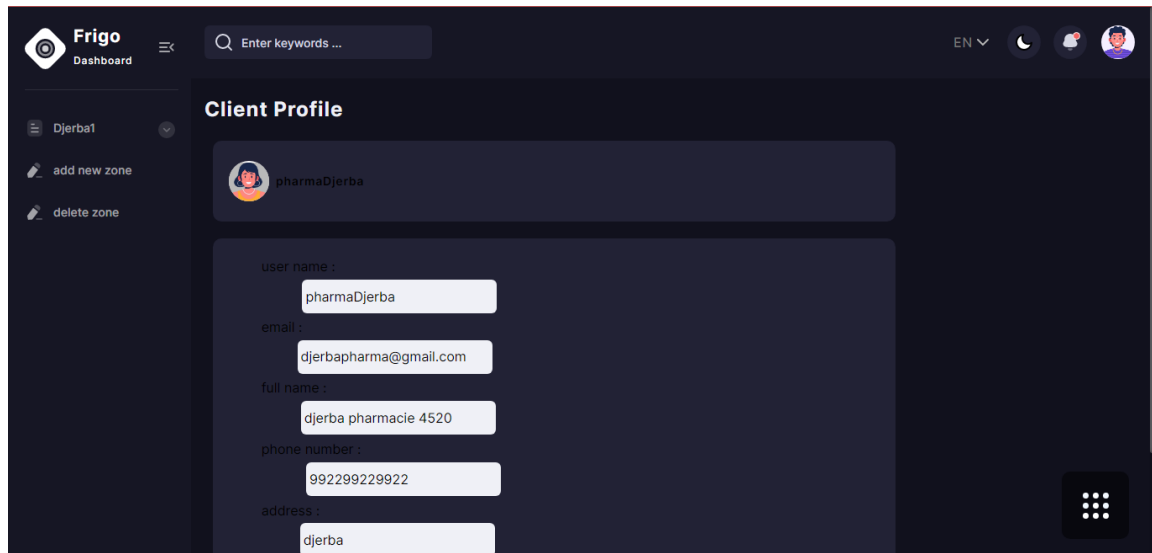 Frigo
Dashboard
Enter keywords ...
EN
Djerba1
add new zone
delete zone
Client Profile
pharmaDjerba
user name :
pharmaDjerba
email :
djerbapharma@gmail.com
full name :
djerba pharmacie 4520
phone number :
992299229922
address :
djerba